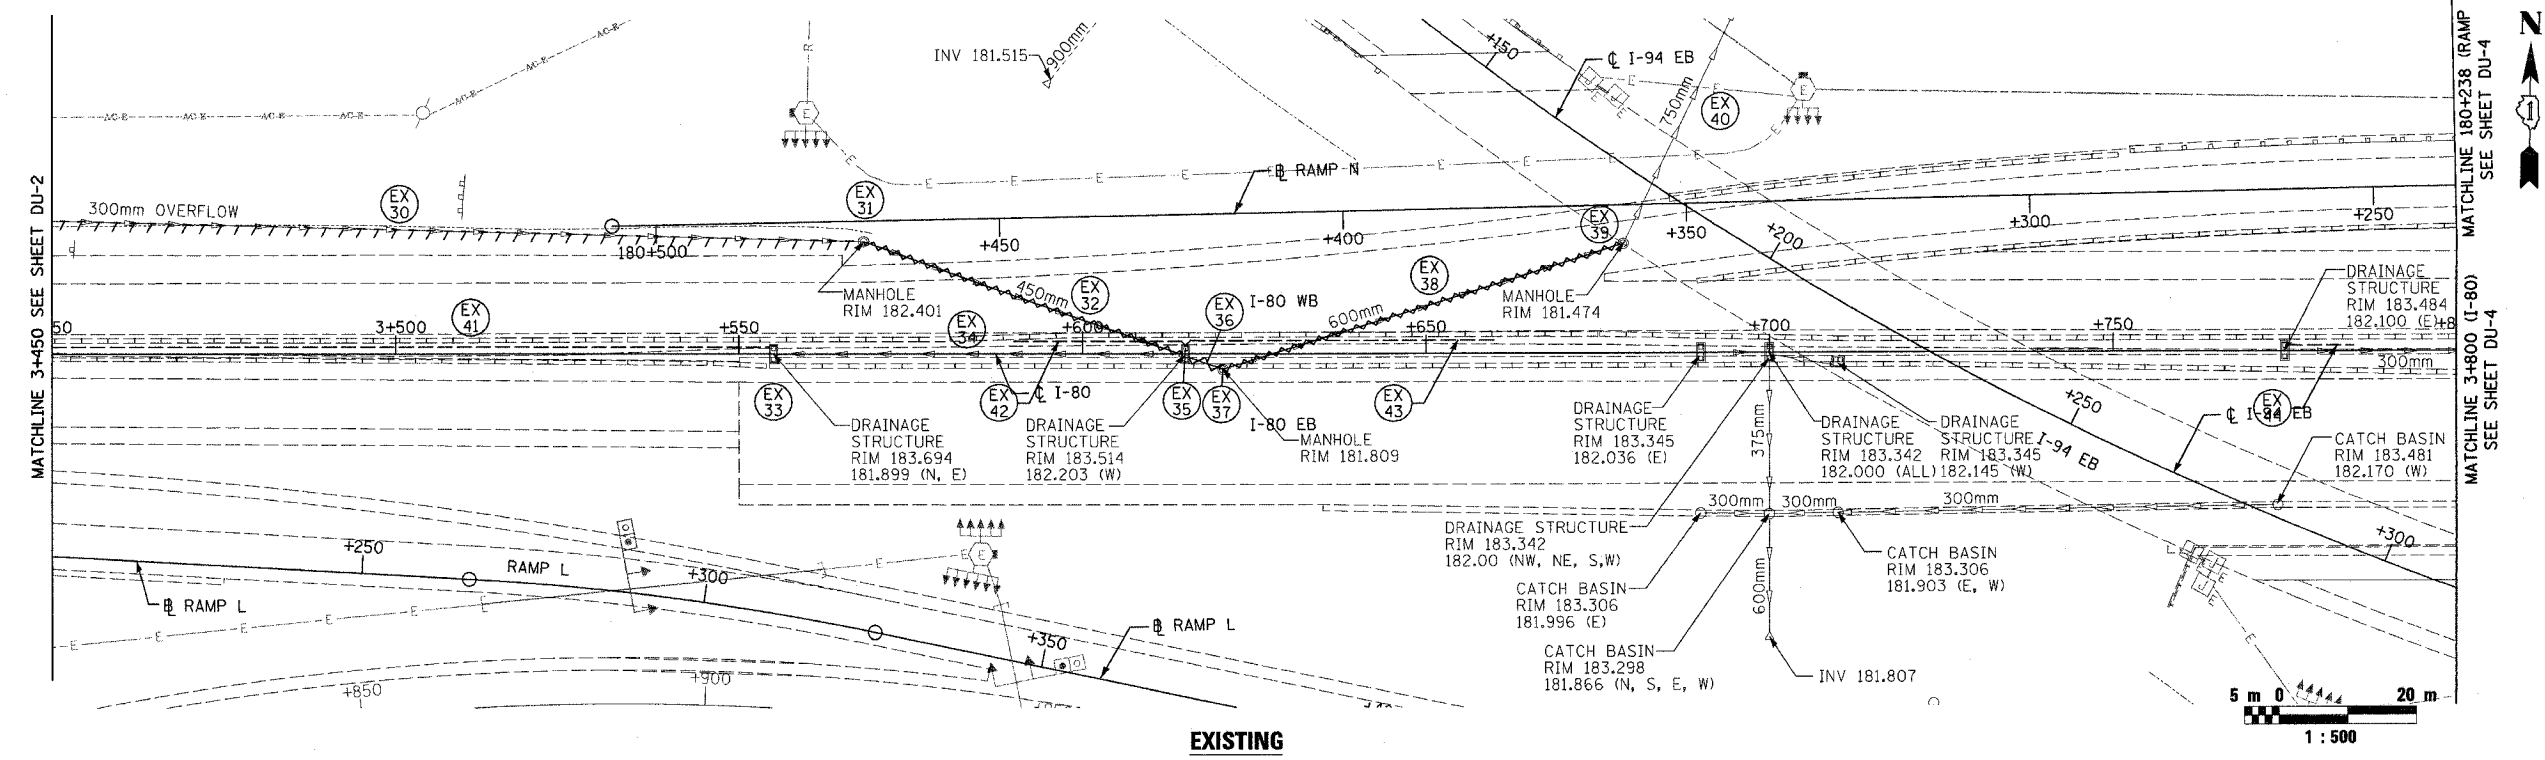 MATCHLINE 3+450 SEE SHEET DU-2
AC-E
AC-E
AC-E
AC-E
AC-E
AC-E
AC-E
R
E
INV 181.515
900mm
+150
℄ I-94 EB
E
E
J
J
750mm
EX
40
E
E
E
E
E
E
E
E
E
E
E
E
℔ RAMP N
300mm OVERFLOW
EX
30
EX
31
EX
39
180+500
+450
+400
+350
+300
+250
+200
MANHOLE
RIM 182.401
450mm
EX
32
EX
36
I-80 WB
EX
38
600mm
MANHOLE
RIM 181.474
DRAINAGE
STRUCTURE
RIM 183.484
182.100 (E)
+8
50
EX
41
3+500
+550
EX
34
+600
+650
+700
+750
300mm
EX
33
EX
42
℄ I-80
EX
35
EX
37
EX
43
I-80 EB
EX
44
+250
℄ I-94 EB
DRAINAGE
STRUCTURE
RIM 183.694
181.899 (N, E)
DRAINAGE
STRUCTURE
RIM 183.514
182.203 (W)
MANHOLE
RIM 181.809
DRAINAGE
STRUCTURE
RIM 183.345
182.036 (E)
375mm
DRAINAGE
STRUCTURE
RIM 183.342
182.000 (ALL)
DRAINAGE
STRUCTURE
RIM 183.345
182.145 (W)
I-94 EB
CATCH BASIN
RIM 183.481
182.170 (W)
300mm
300mm
300mm
DRAINAGE STRUCTURE
RIM 183.342
182.00 (NW, NE, S,W)
CATCH BASIN
RIM 183.306
181.903 (E, W)
+300
CATCH BASIN
RIM 183.306
181.996 (E)
600mm
CATCH BASIN
RIM 183.298
181.866 (N, S, E, W)
INV 181.807
+250
RAMP L
+300
E
E
E
℔ RAMP L
E
E
E
E
E
+350
℔ RAMP L
+850
+900
J
J
E
E
E
MATCHLINE 180+238 (RAMP
SEE SHEET DU-4
MATCHLINE 3+800 (I-80)
SEE SHEET DU-4
N
1
5 m 0 20 m
1 : 500
EXISTING